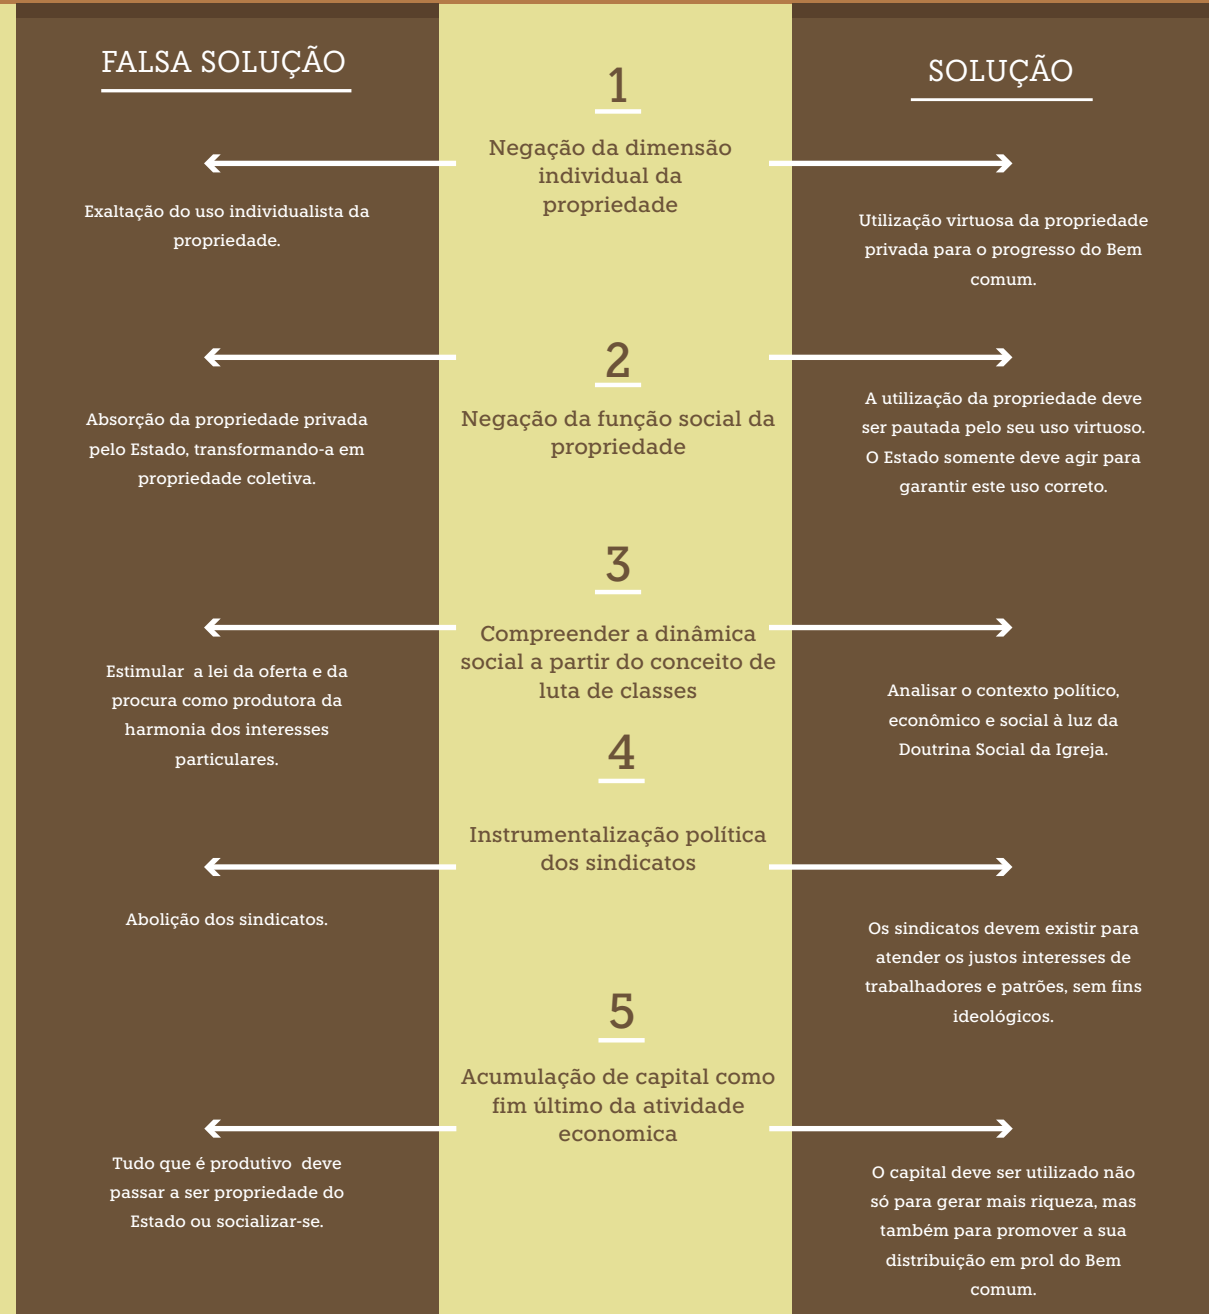 FALSA SOLUÇÃO
SOLUÇÃO
1
Negação da dimensão
individual da
propriedade
Exaltação do uso individualista da
propriedade.
Utilização virtuosa da propriedade
privada para o progresso do Bem
comum.
2
Negação da função social da
propriedade
Absorção da propriedade privada
pelo Estado, transformando-a em
propriedade coletiva.
A utilização da propriedade deve
ser pautada pelo seu uso virtuoso.
O Estado somente deve agir para
garantir este uso correto.
3
Compreender a dinâmica
social a partir do conceito de
luta de classes
Estimular  a lei da oferta e da
procura como produtora da
harmonia dos interesses
particulares.
Analisar o contexto político,
econômico e social à luz da
Doutrina Social da Igreja.
4
Instrumentalização política
dos sindicatos
Abolição dos sindicatos.
Os sindicatos devem existir para
atender os justos interesses de
trabalhadores e patrões, sem fins
ideológicos.
5
Acumulação de capital como
fim último da atividade
economica
Tudo que é produtivo  deve
passar a ser propriedade do
Estado ou socializar-se.
O capital deve ser utilizado não
só para gerar mais riqueza, mas
também para promover a sua
distribuição em prol do Bem
comum.